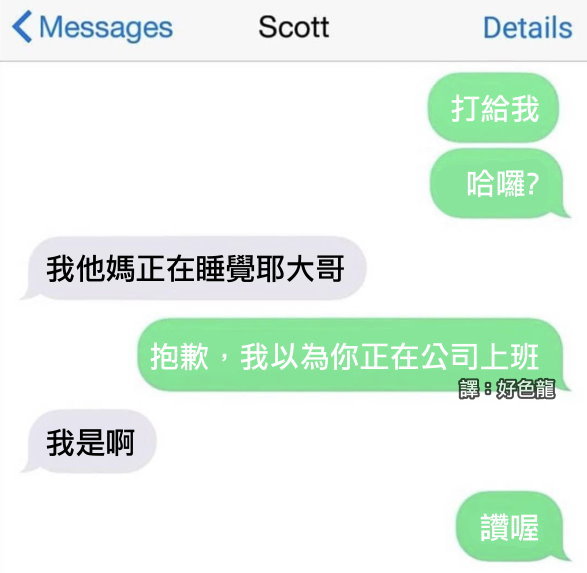 Messages
Scott
Details
打給我
哈囉?
我他媽正在睡覺耶大哥
抱歉，我以為你正在公司上班
譯：好色龍
我是啊
讚喔